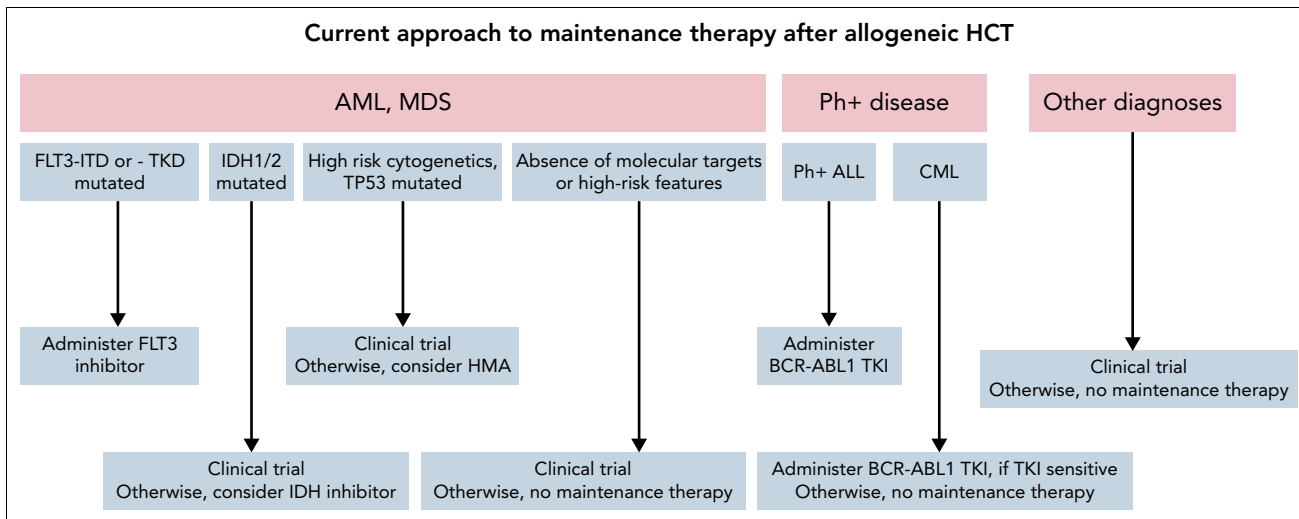 Current approach to maintenance therapy after allogeneic HCT
AML, MDS
Ph+ disease
Other diagnoses
FLT3-ITD or - TKD
mutated
IDH1/2
mutated
High risk cytogenetics,
TP53 mutated
Absence of molecular targets
or high-risk features
Ph+ ALL
CML
Administer FLT3
inhibitor
Clinical trial
Otherwise, consider HMA
Administer
BCR-ABL1 TKI
Clinical trial
Otherwise, no maintenance therapy
Clinical trial
Otherwise, consider IDH inhibitor
Clinical trial
Otherwise, no maintenance therapy
Administer BCR-ABL1 TKI, if TKI sensitive
Otherwise, no maintenance therapy